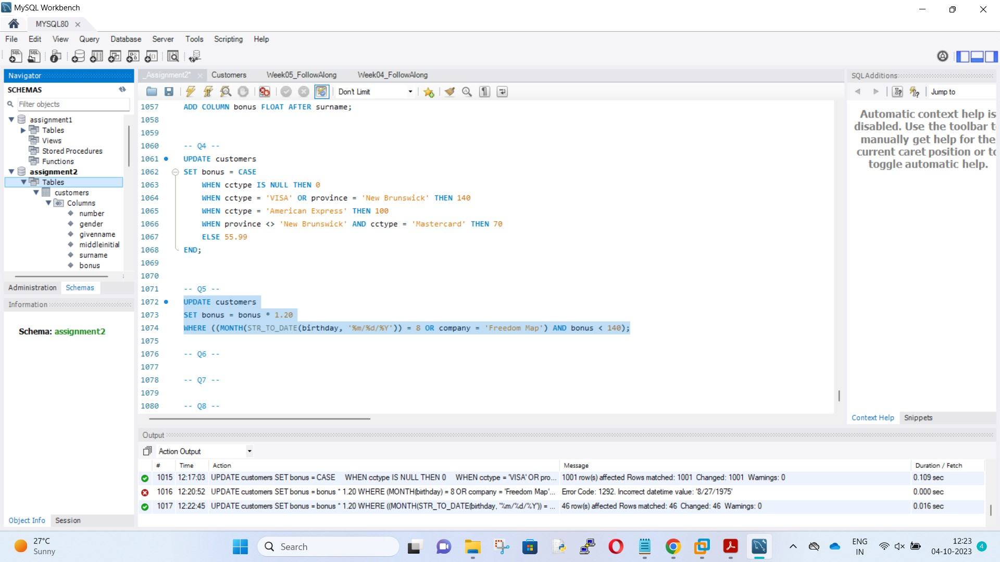 MySQL Workbench
MYSQL80
File Edit View Query Database Server Tools Scripting Help
Navigator
SCHEMAS
Filter objects
assignment1
Tables
Views
Stored Procedures
Functions
assignment2
Tables
customers
Columns
number
gender
givenname
middleinitial
surname
bonus
Administration Schemas
Information
Schema: assignment2
Object Info Session
_Assignment2* Customers Week05_FollowAlong Week04_FollowAlong
Don't Limit
1057 ADD COLUMN bonus FLOAT AFTER surname;
1058
1059
1060 -- Q4 --
1061 UPDATE customers
1062 SET bonus = CASE
1063 WHEN cctype IS NULL THEN 0
1064 WHEN cctype = 'VISA' OR province = 'New Brunswick' THEN 140
1065 WHEN cctype = 'American Express' THEN 100
1066 WHEN province <> 'New Brunswick' AND cctype = 'Mastercard' THEN 70
1067 ELSE 55.99
1068 END;
1069
1070
1071 -- Q5 --
1072 UPDATE customers
1073 SET bonus = bonus * 1.20
1074 WHERE ((MONTH(STR_TO_DATE(birthday, '%m/%d/%Y')) = 8 OR company = 'Freedom Map') AND bonus < 140);
1075
1076 -- Q6 --
1077
1078 -- Q7 --
1079
1080 -- Q8 --
SQLAdditions
Jump to
Automatic context help is
disabled. Use the toolbar t
manually get help for the
current caret position or to
toggle automatic help.
Context Help Snippets
Output
Action Output
# Time Action Message Duration / Fetch
1015 12:17:03 UPDATE customers SET bonus = CASE WHEN cctype IS NULL THEN 0 WHEN cctype = 'VISA' OR pro... 1001 row(s) affected Rows matched: 1001 Changed: 1001 Warnings: 0 0.109 sec
1016 12:20:52 UPDATE customers SET bonus = bonus * 1.20 WHERE (MONTH(birthday) = 8 OR company = 'Freedom Map'... Error Code: 1292. Incorrect datetime value: '8/27/1975' 0.000 sec
1017 12:22:45 UPDATE customers SET bonus = bonus * 1.20 WHERE ((MONTH(STR_TO_DATE(birthday, '%m/%d/%Y')) = ... 46 row(s) affected Rows matched: 46 Changed: 46 Warnings: 0 0.016 sec
27°C
Sunny
Search
ENG
IN
12:23
04-10-2023
4